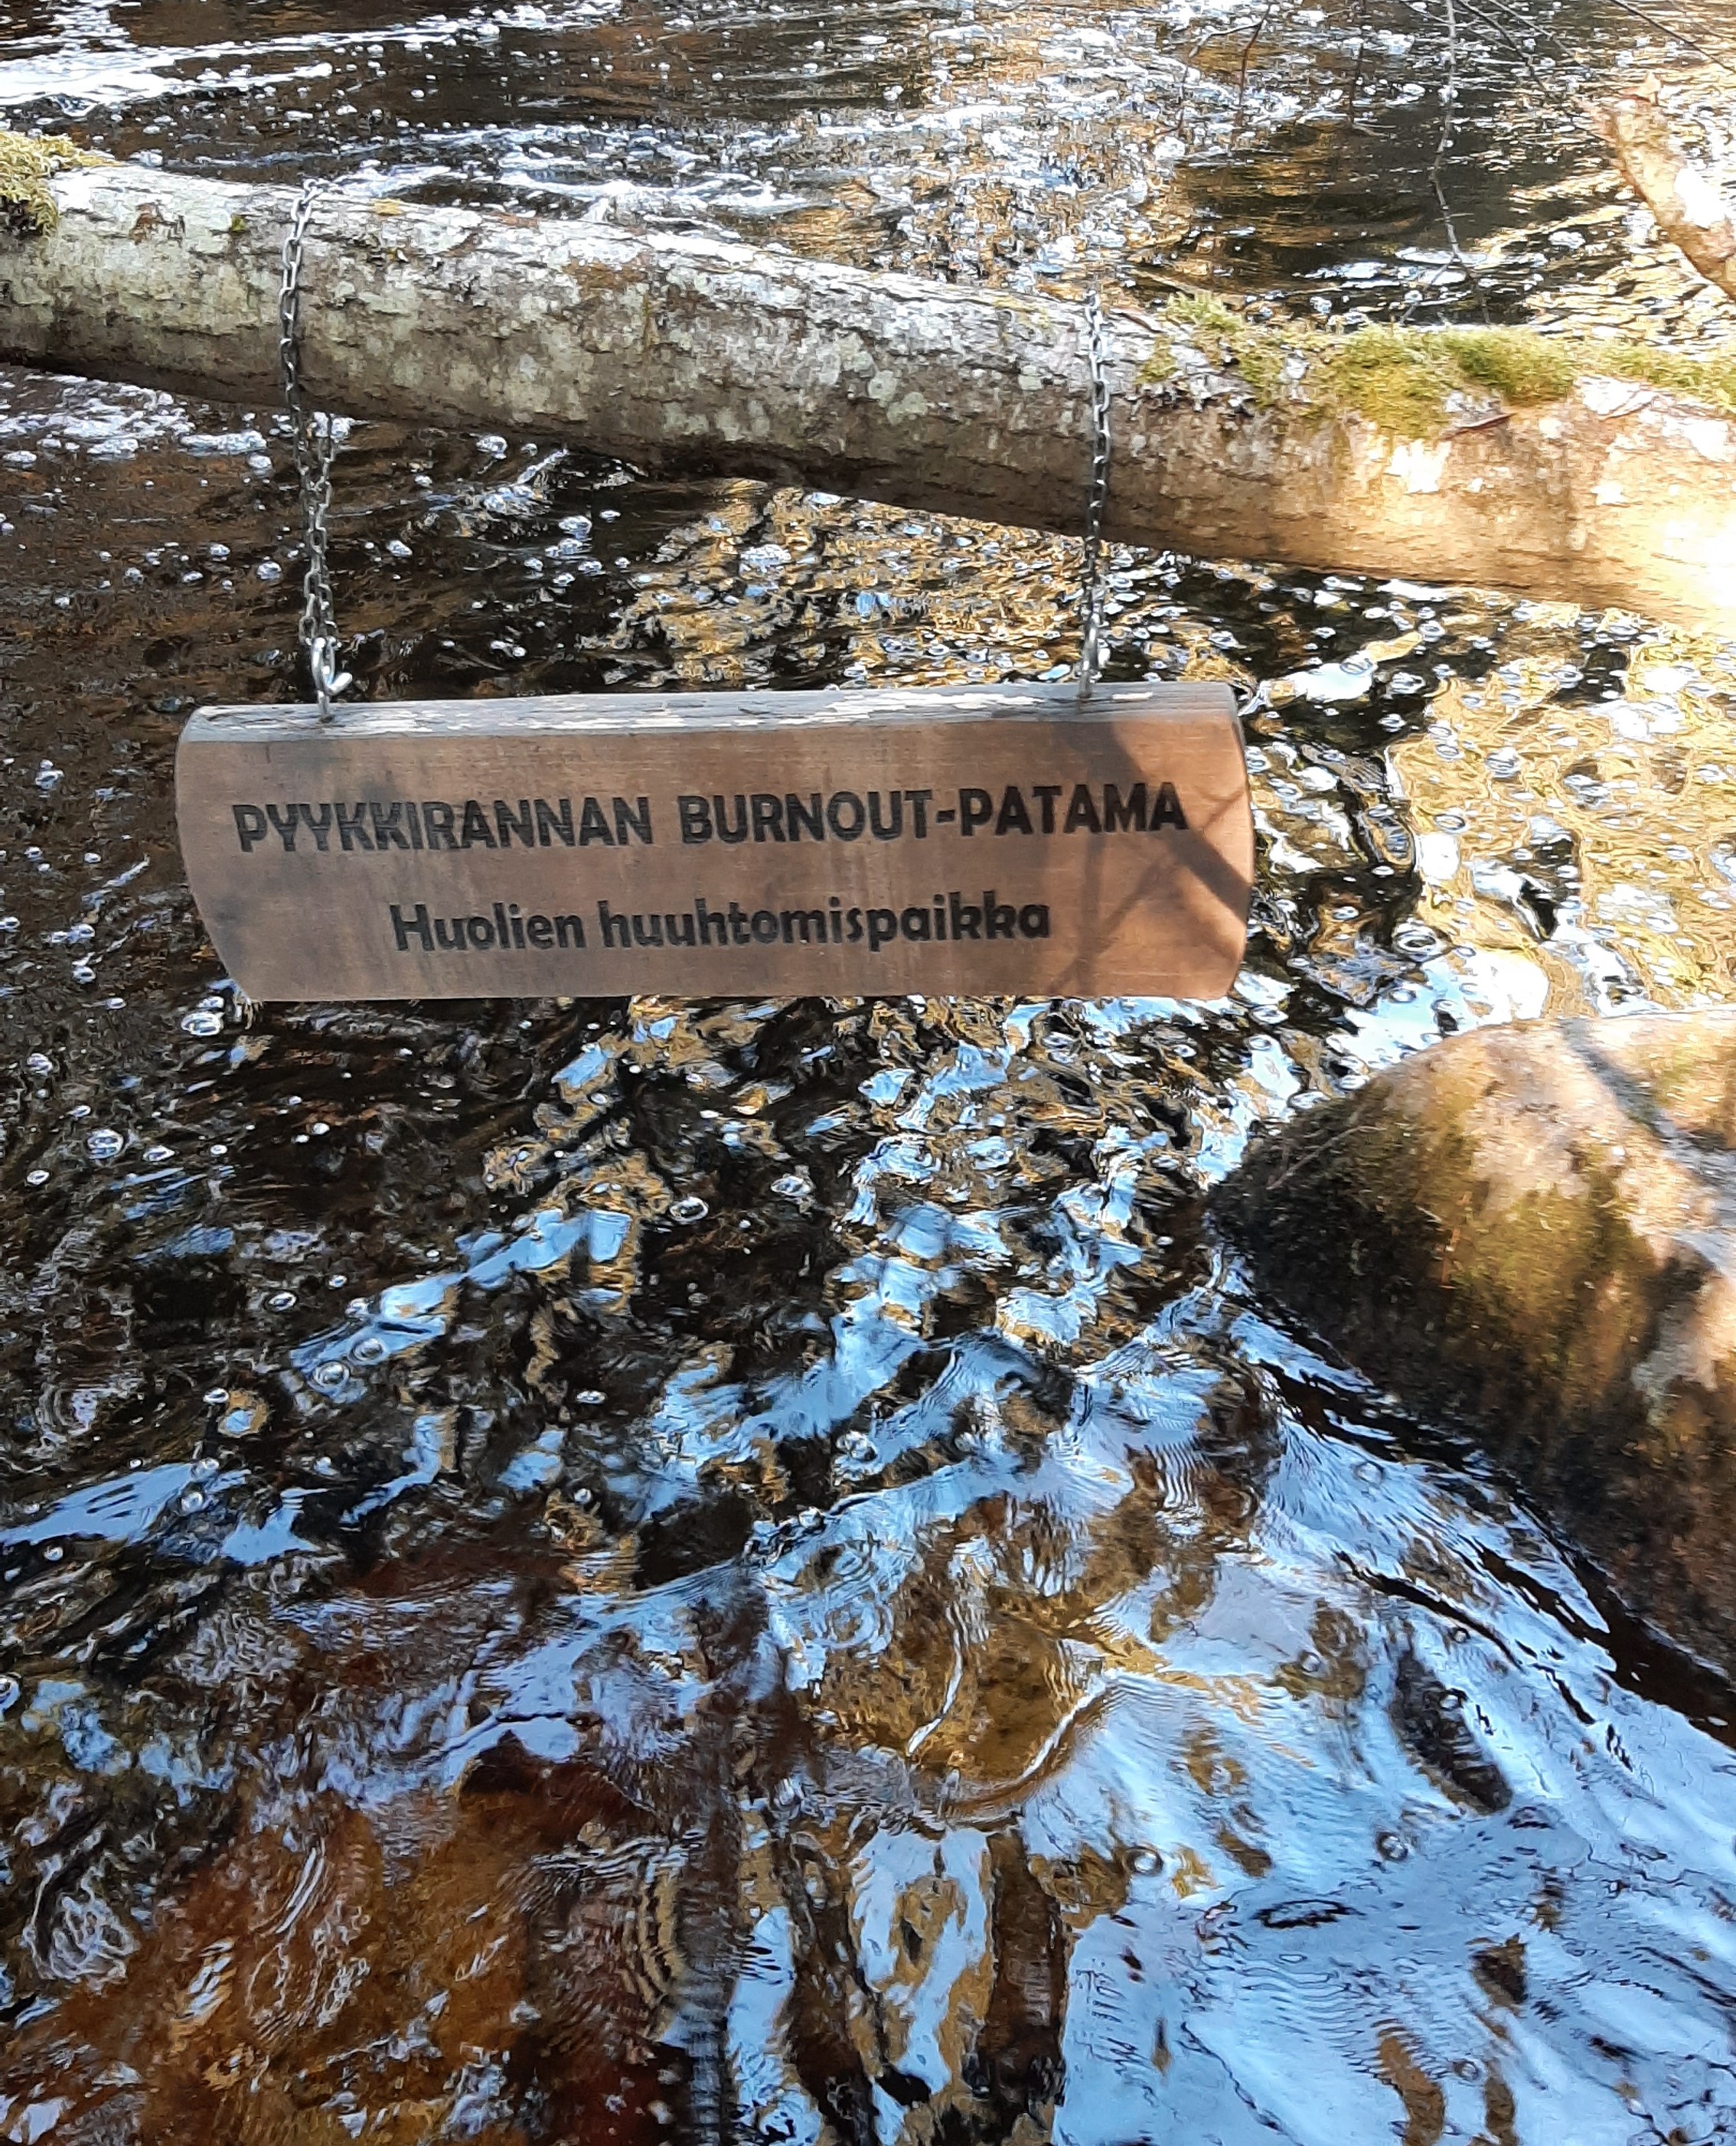 PYYKKIRANNAN BURNOUT-PATAMA
Huolien huuhtomispaikka